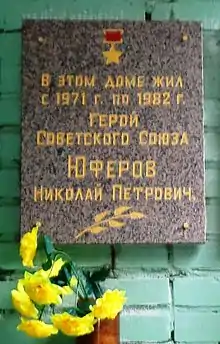 В этом доме жил
с 1971 г. по 1982 г.
Герой
Советского Союза
Юферов
Николай Петрович.